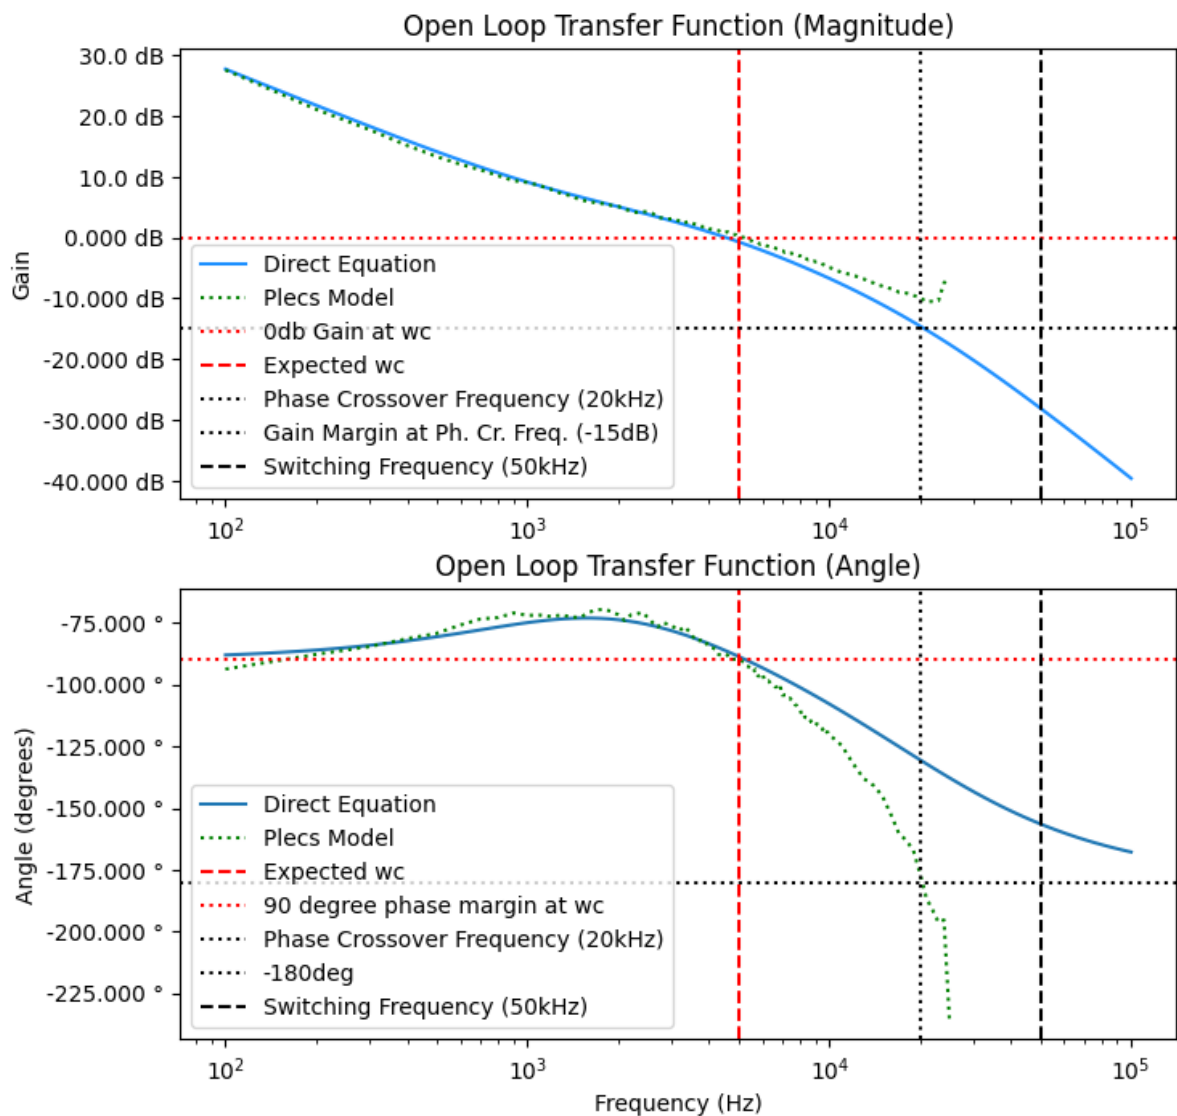 Open Loop Transfer Function (Magnitude)
30.0 dB
20.0 dB
10.0 dB
0.000 dB
-10.000 dB
-20.000 dB
-30.000 dB
-40.000 dB
Gain
Direct Equation
Plecs Model
0db Gain at wc
Expected wc
Phase Crossover Frequency (20kHz)
Gain Margin at Ph. Cr. Freq. (-15dB)
Switching Frequency (50kHz)
10² 10³ 10⁴ 10⁵
Open Loop Transfer Function (Angle)
-75.000 °
-100.000 °
-125.000 °
-150.000 °
-175.000 °
-200.000 °
-225.000 °
Angle (degrees)
Direct Equation
Plecs Model
Expected wc
90 degree phase margin at wc
Phase Crossover Frequency (20kHz)
-180deg
Switching Frequency (50kHz)
10² 10³ 10⁴ 10⁵
Frequency (Hz)